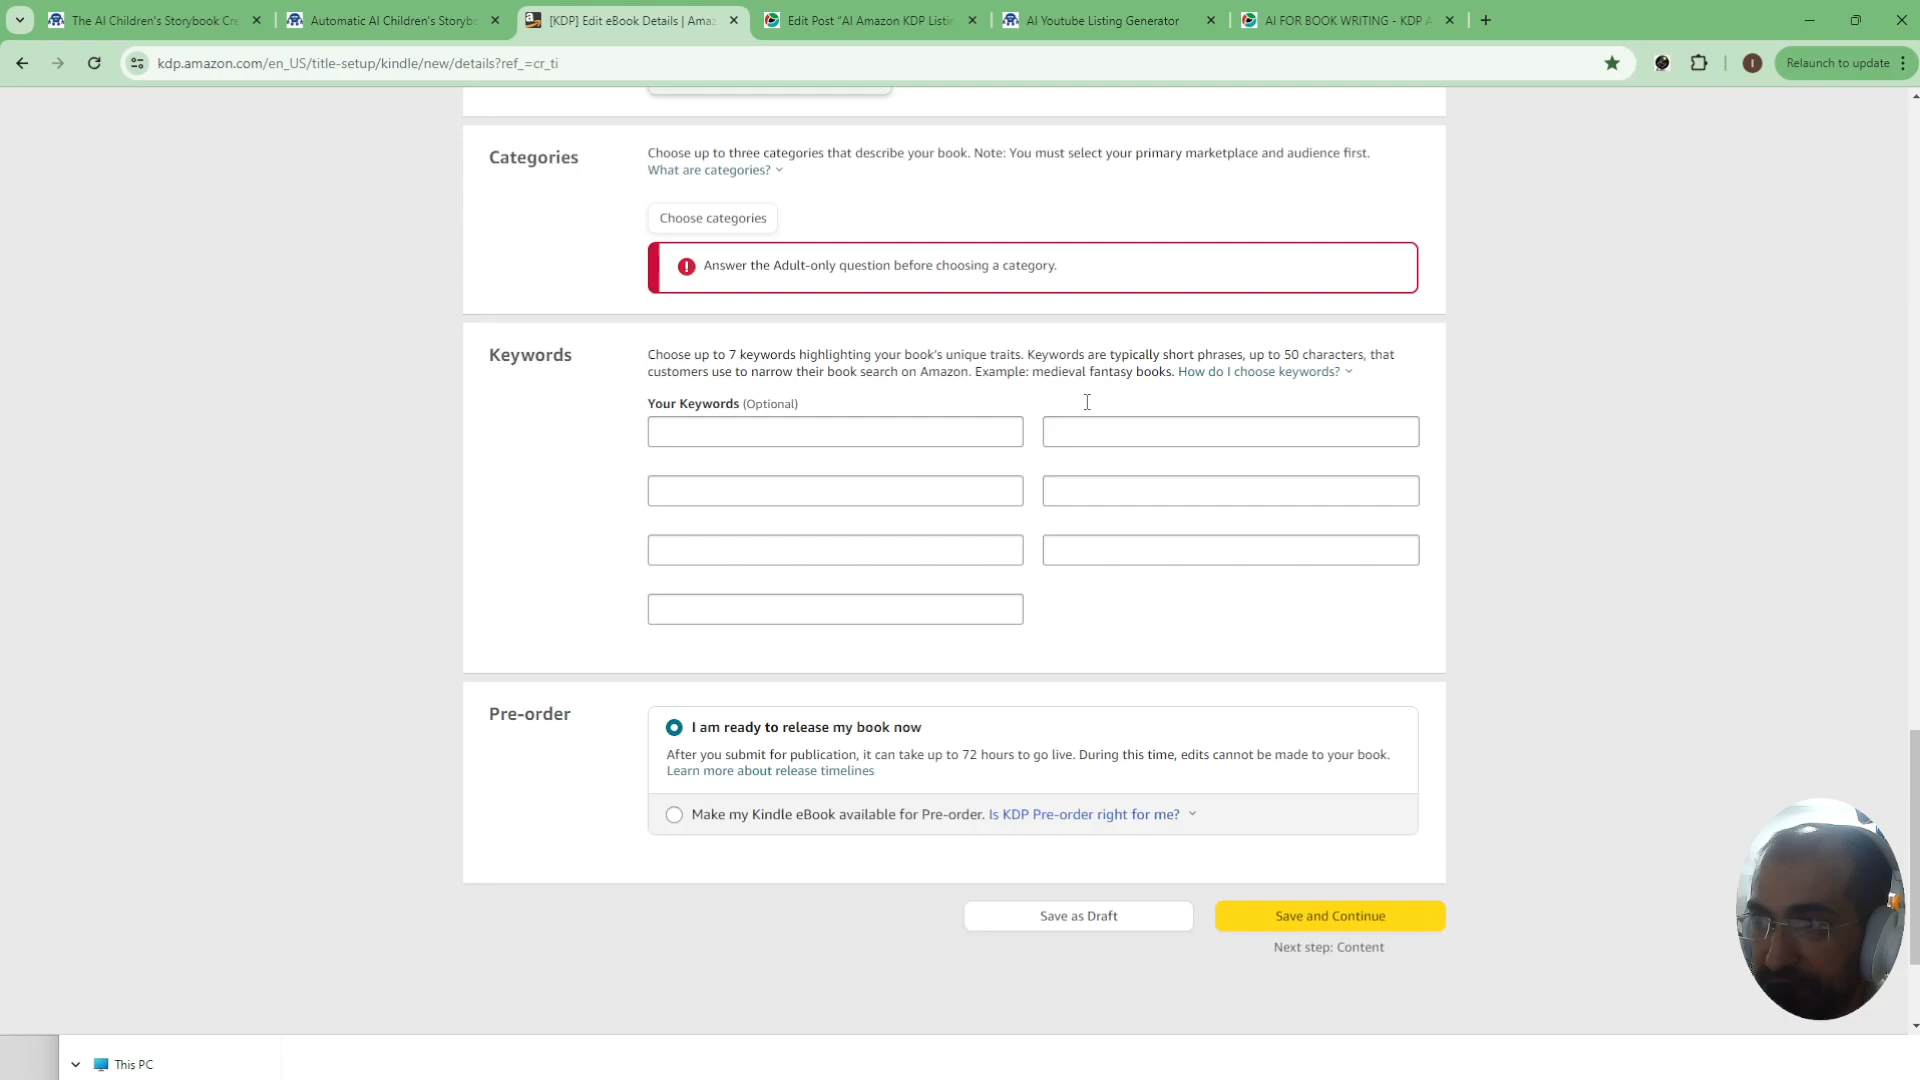 The AI Children's Storybook Cre
Automatic AI Children's Storyb
[KDP] Edit eBook Details | Amaz
Edit Post "AI Amazon KDP Listin
AI Youtube Listing Generator
AI FOR BOOK WRITING - KDP A
kdp.amazon.com/en_US/title-setup/kindle/new/details?ref_=cr_ti
I
Relaunch to update
Categories
Choose up to three categories that describe your book. Note: You must select your primary marketplace and audience first.
What are categories?
Choose categories
Answer the Adult-only question before choosing a category.
Keywords
Choose up to 7 keywords highlighting your book's unique traits. Keywords are typically short phrases, up to 50 characters, that
customers use to narrow their book search on Amazon. Example: medieval fantasy books. How do I choose keywords?
Your Keywords (Optional)
Pre-order
I am ready to release my book now
After you submit for publication, it can take up to 72 hours to go live. During this time, edits cannot be made to your book.
Learn more about release timelines
Make my Kindle eBook available for Pre-order. Is KDP Pre-order right for me?
Save as Draft
Save and Continue
Next step: Content
This PC